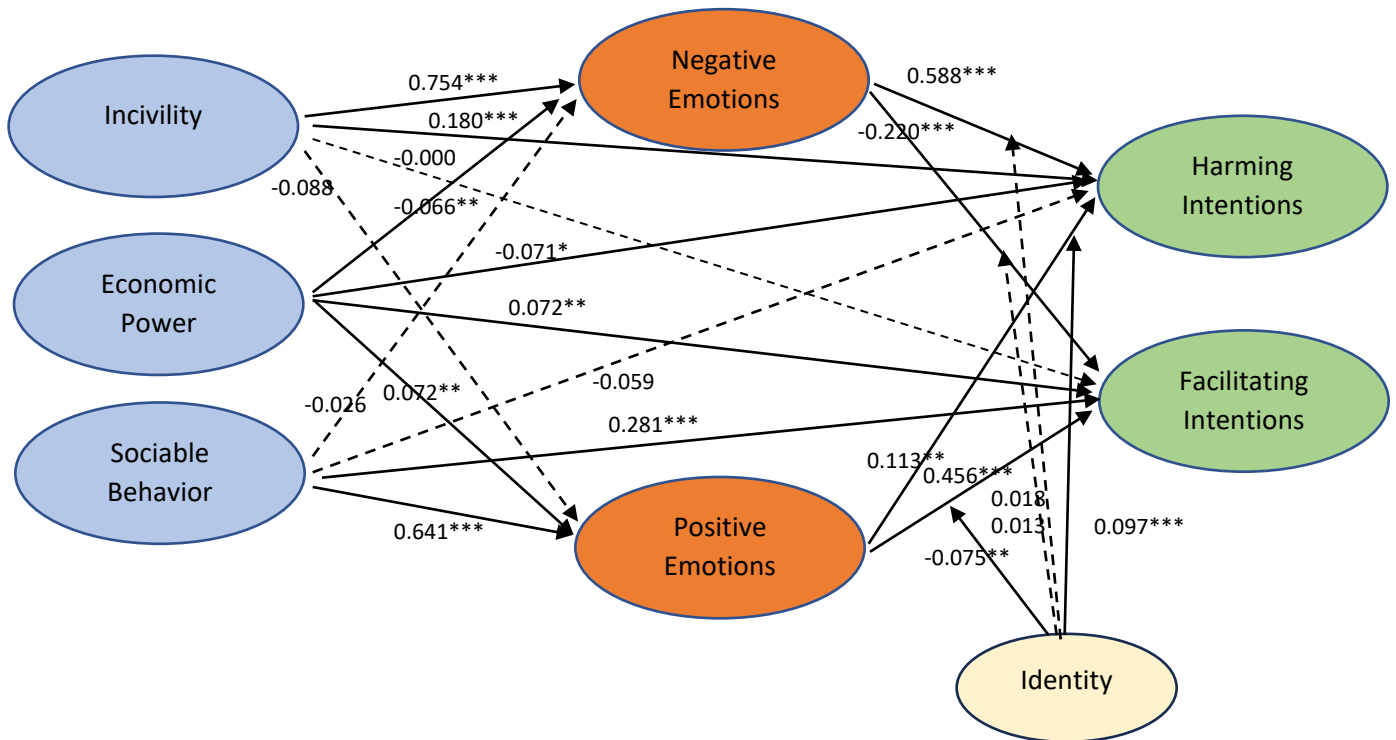 Negative
Emotions
0.754***
0.588***
Incivility
0.180***
-0.220***
-0.000
-0.088
Harming
Intentions
-0.066**
-0.071*
Economic
Power
0.072**
0.072**
-0.059
-0.026
Facilitating
Intentions
0.281***
Sociable
Behavior
0.113**
0.456***
0.018
0.013
0.097***
0.641***
Positive
Emotions
-0.075**
Identity